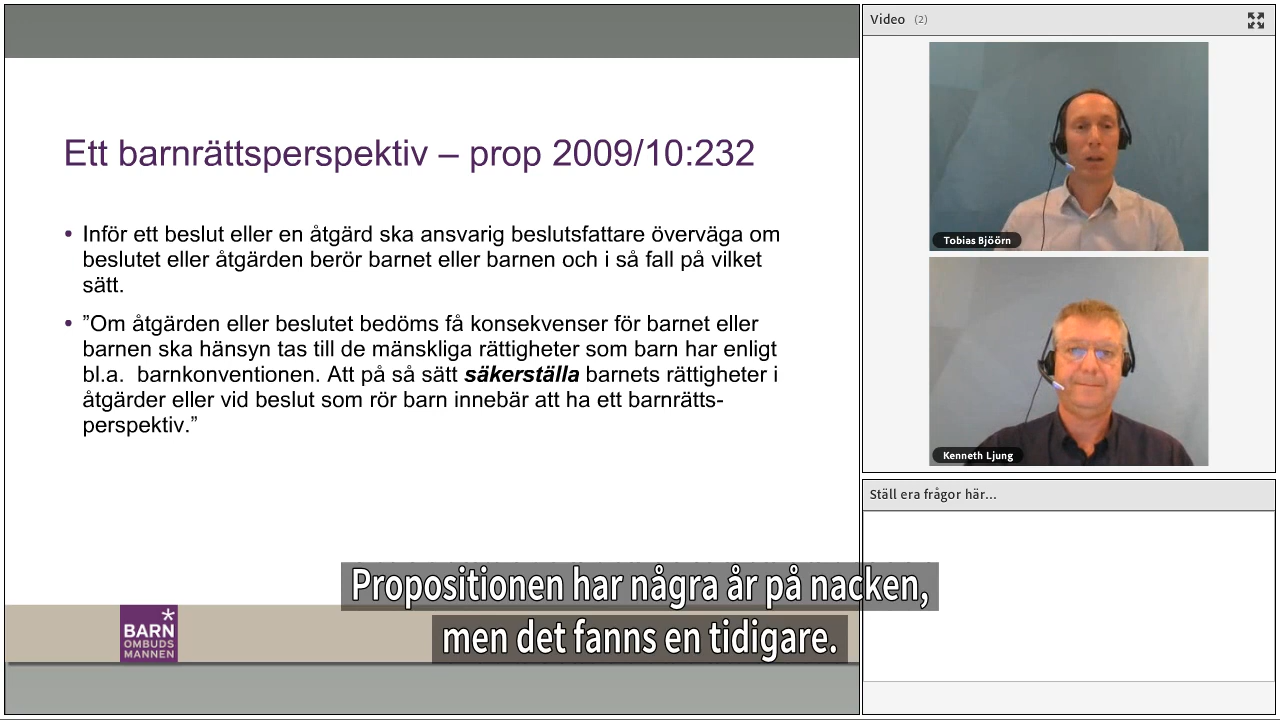 Ett barnrättsperspektiv – prop 2009/10:232
• Inför ett beslut eller en åtgärd ska ansvarig beslutsfattare överväga om
beslutet eller åtgärden berör barnet eller barnen och i så fall på vilket
sätt.
• ”Om åtgärden eller beslutet bedöms få konsekvenser för barnet eller
barnen ska hänsyn tas till de mänskliga rättigheter som barn har enligt
bl.a. barnkonventionen. Att på så sätt säkerställa barnets rättigheter i
åtgärder eller vid beslut som rör barn innebär att ha ett barnrätts-
perspektiv.”
BARN
OMBUDS
MANNEN
Propositionen har några år på nacken,
men det fanns en tidigare.
Video (2)
Tobias Bjöörn
Kenneth Ljung
Ställ era frågor här...